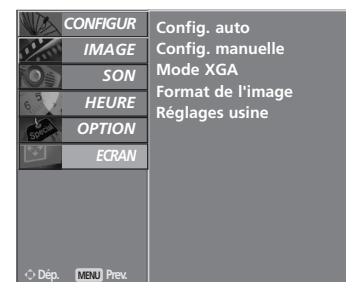 CONFIGUR
IMAGE
SON
HEURE
OPTION
ECRAN
Config. auto
Config. manuelle
Mode XGA
Format de l'image
Réglages usine
Dép. MENU Prev.